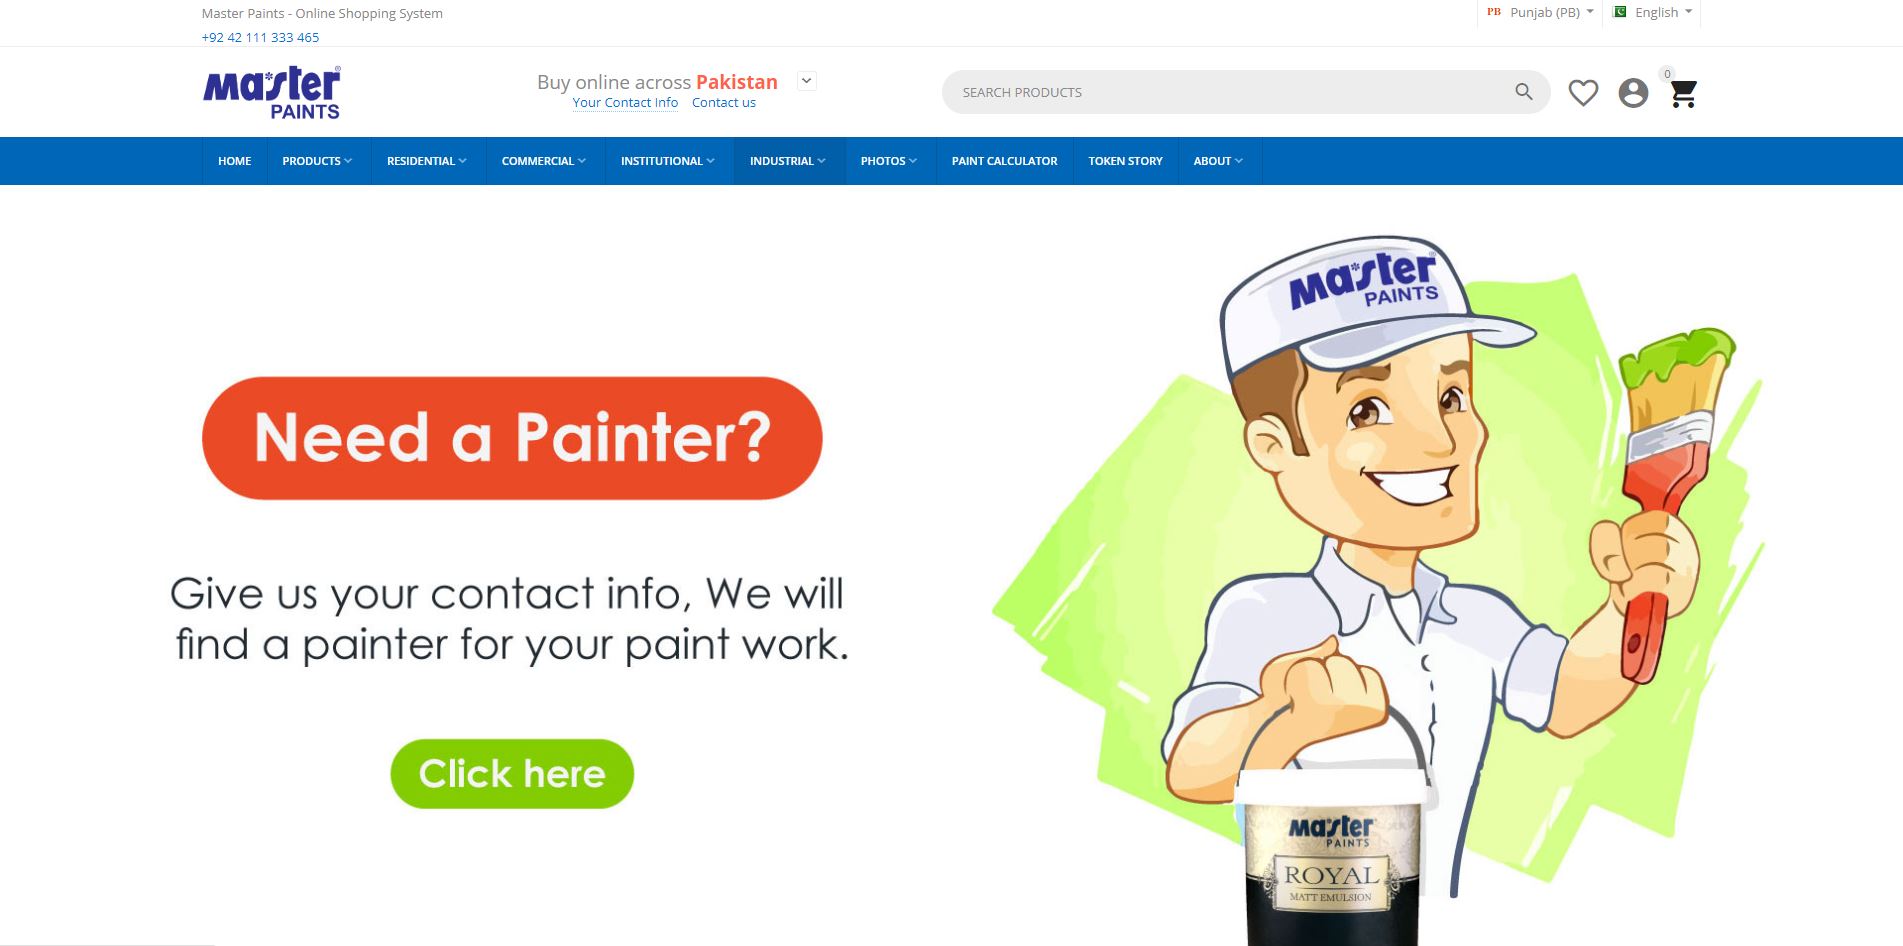 Master Paints - Online Shopping System
PB Punjab (PB)
English
+92 42 111 333 465
Master
PAINTS
Buy online across Pakistan
Your Contact Info Contact us
SEARCH PRODUCTS
0
HOME PRODUCTS RESIDENTIAL COMMERCIAL INSTITUTIONAL INDUSTRIAL PHOTOS PAINT CALCULATOR TOKEN STORY ABOUT
Need a Painter?
Give us your contact info, We will
find a painter for your paint work.
Click here
Master
PAINTS
Master
PAINTS
ROYAL
MATT EMULSION